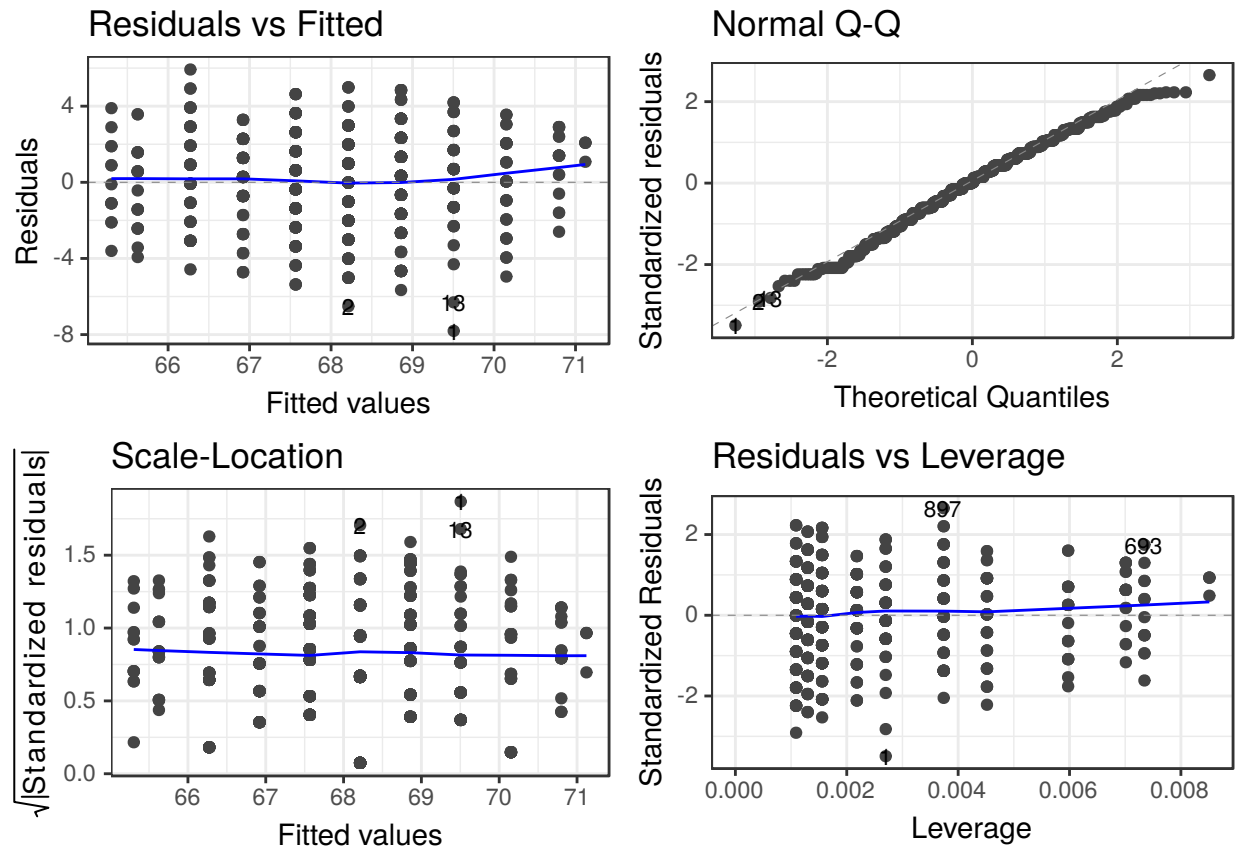 Residuals vs Fitted
Residuals
4
0
-4
-8
2
13
1
66 67 68 69 70 71
Fitted values
Normal Q-Q
Standardized residuals
2
0
-2
2 13
1
-2 0 2
Theoretical Quantiles
Scale-Location
√|Standardized residuals|
1.5
1.0
0.5
0.0
1
2
13
66 67 68 69 70 71
Fitted values
Residuals vs Leverage
Standardized Residuals
2
0
-2
897
693
1
0.000 0.002 0.004 0.006 0.008
Leverage